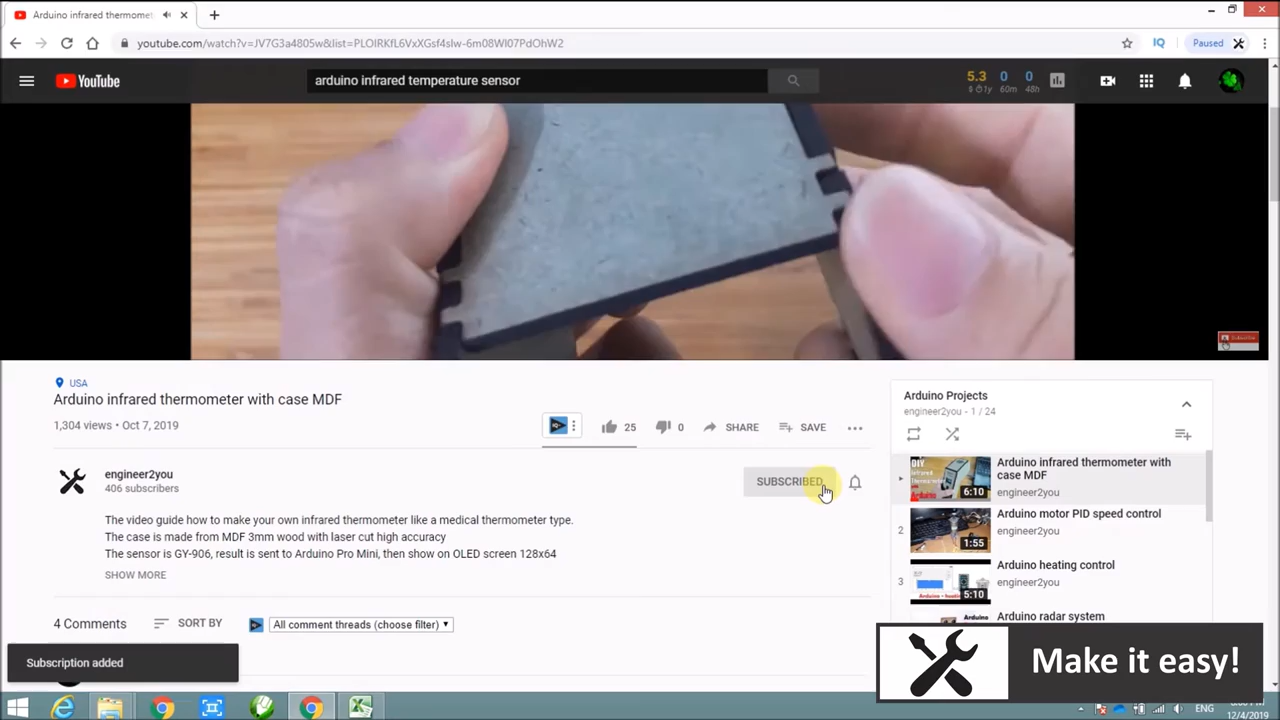 Arduino infrared thermomet
youtube.com/watch?v=JV7G3a4805w&list=PLOlRKfL6VxXGsf4sIw-6m08Wl07PdOhW2
IQ
Paused
YouTube
arduino infrared temperature sensor
5.3 0 0
1y 60m 48h
Subscribe
USA
Arduino infrared thermometer with case MDF
1,304 views • Oct 7, 2019
25
0
SHARE
SAVE
engineer2you
406 subscribers
SUBSCRIBED
The video guide how to make your own infrared thermometer like a medical thermometer type.
The case is made from MDF 3mm wood with laser cut high accuracy
The sensor is GY-906, result is sent to Arduino Pro Mini, then show on OLED screen 128x64
SHOW MORE
4 Comments
SORT BY
All comment threads (choose filter)
Subscription added
Arduino Projects
engineer2you - 1 / 24
DIY
6:10
Arduino infrared thermometer with
case MDF
engineer2you
2
1:55
Arduino motor PID speed control
engineer2you
3
5:10
Arduino heating control
engineer2you
Arduino
Arduino radar system
Make it easy!
ENG
12/4/2019